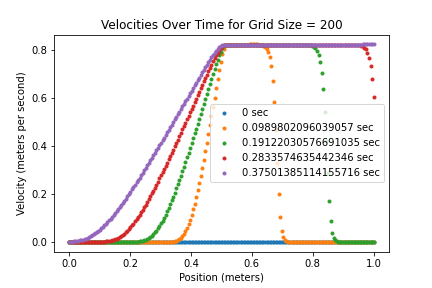 Velocities Over Time for Grid Size = 200
Velocity (meters per second)
0.8
0.6
0.4
0.2
0.0
0 sec
0.0989802096039057 sec
0.19122030576691035 sec
0.2833574635442346 sec
0.37501385114155716 sec
0.0 0.2 0.4 0.6 0.8 1.0
Position (meters)